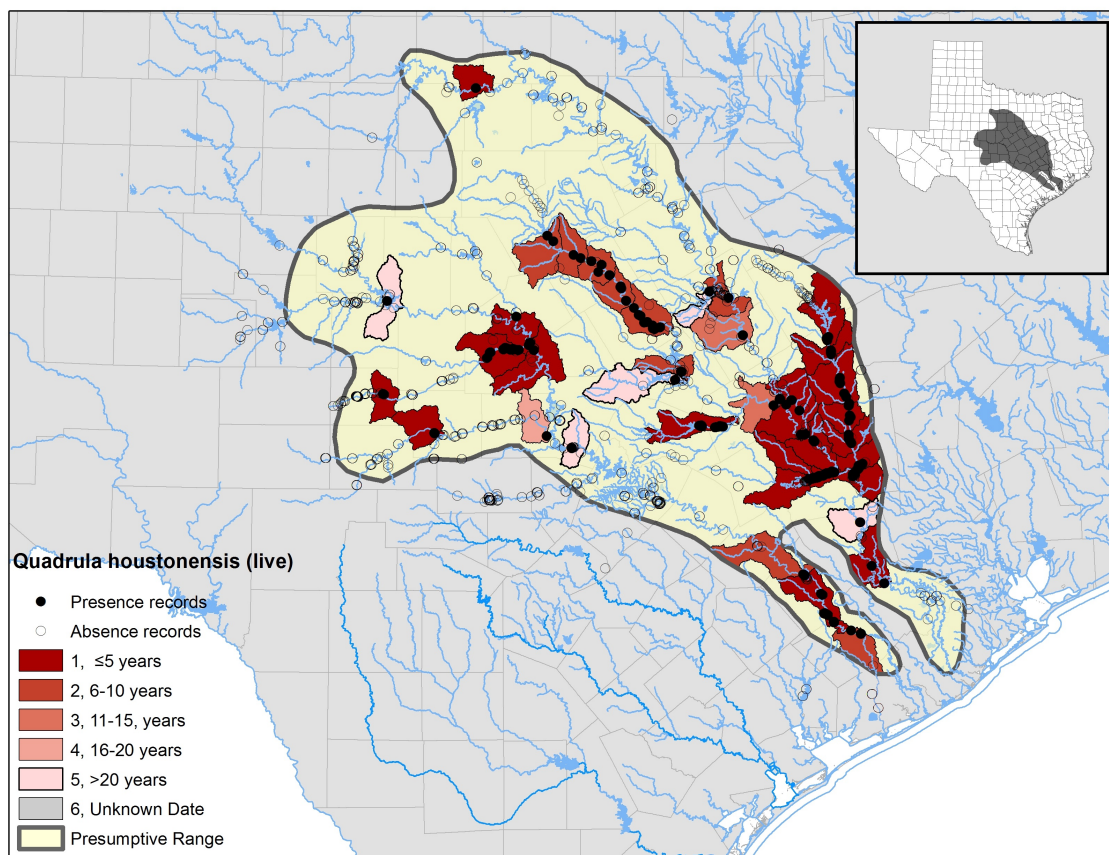 Quadrula houstonensis (live)
Presence records
Absence records
1, ≤5 years
2, 6-10 years
3, 11-15, years
4, 16-20 years
5, >20 years
6, Unknown Date
Presumptive Range